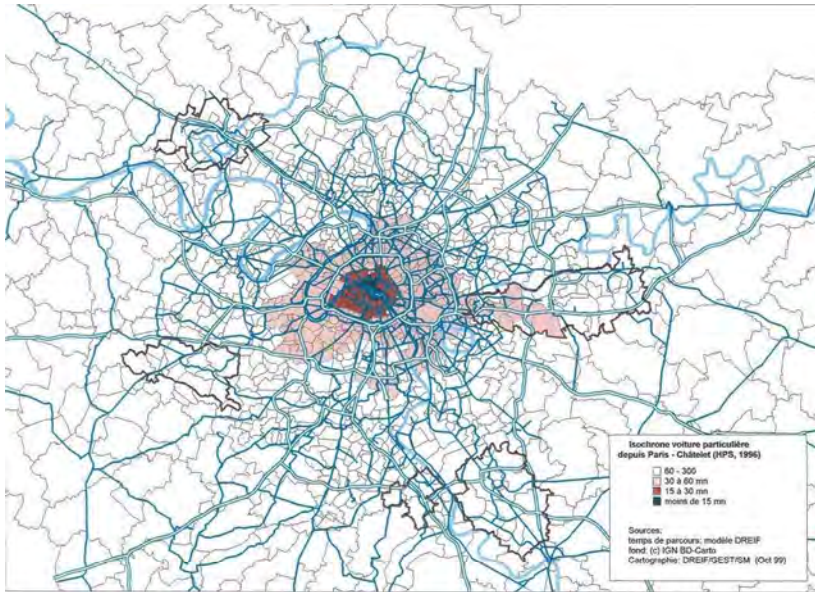 Isochrone voiture particulière
depuis Paris - Châtelet (HPS, 1996)
60 - 300
30 à 60 mn
15 à 30 mn
moins de 15 mn
Sources:
temps de parcours: modèle DREIF
fond: (c) IGN BD-Carto
Cartographie: DREIF/GEST/SM (Oct 99)